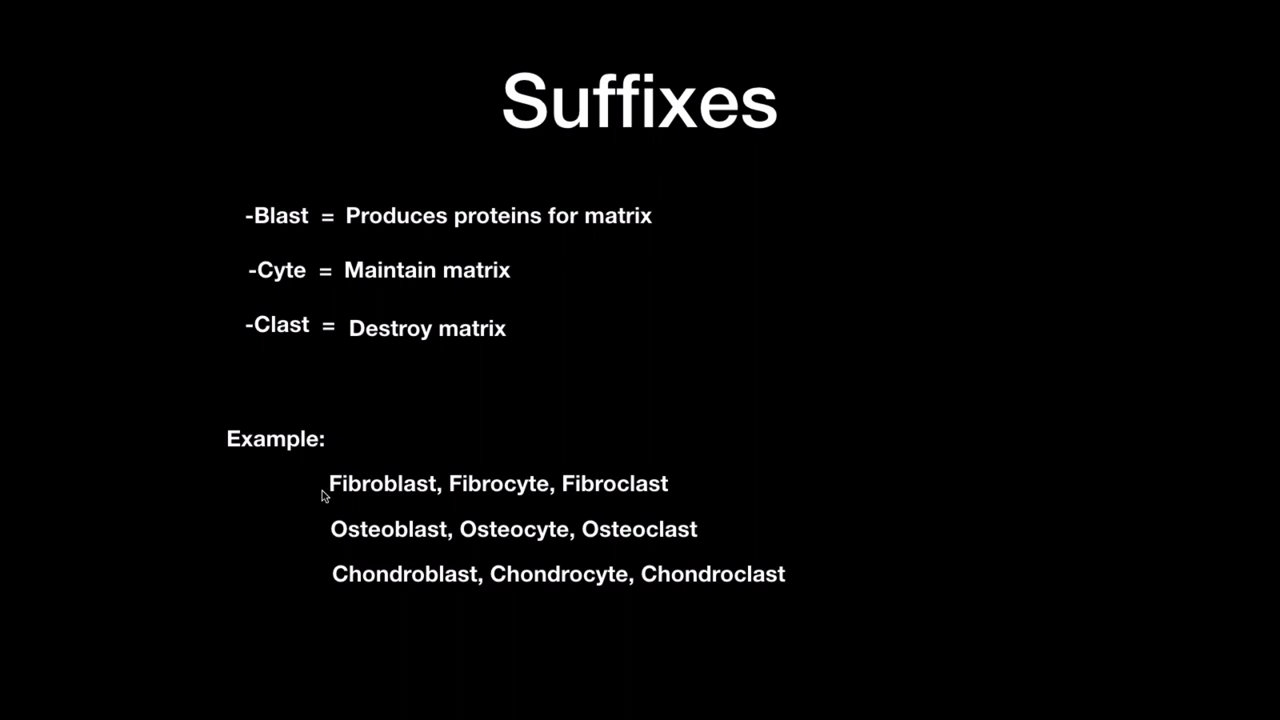 Suffixes
-Blast = Produces proteins for matrix
-Cyte = Maintain matrix
-Clast = Destroy matrix
Example:
Fibroblast, Fibrocyte, Fibroclast
Osteoblast, Osteocyte, Osteoclast
Chondroblast, Chondrocyte, Chondroclast